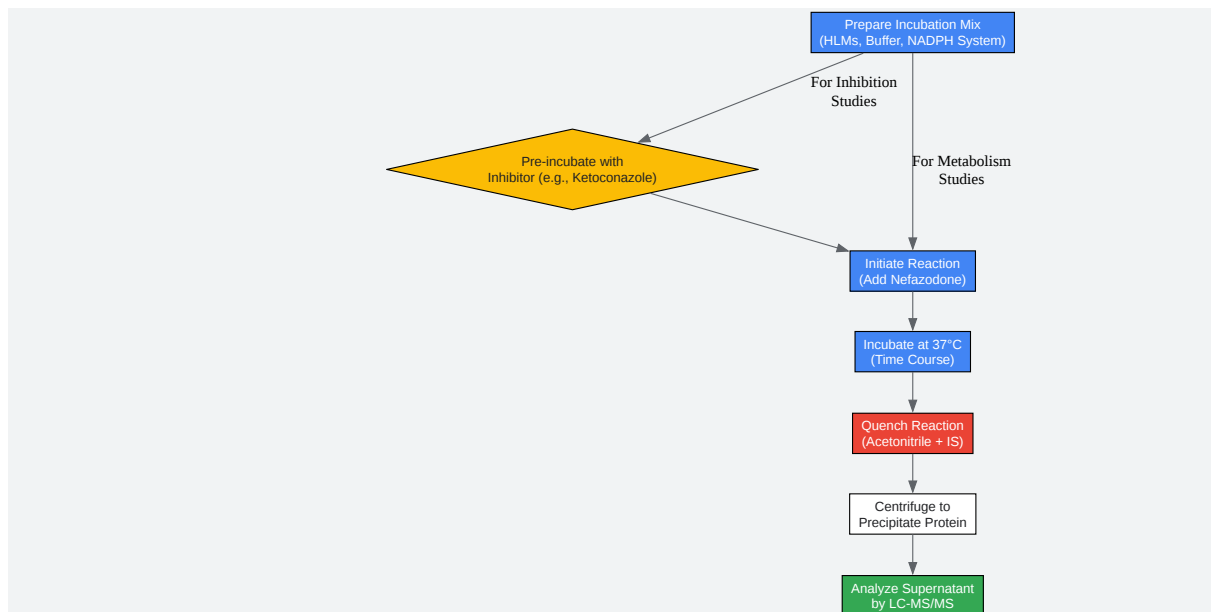 Prepare Incubation Mix
(HLMs, Buffer, NADPH System)
For Inhibition
Studies
Pre-incubate with
Inhibitor (e.g., Ketoconazole)
For Metabolism
Studies
Initiate Reaction
(Add Nefazodone)
Incubate at 37°C
(Time Course)
Quench Reaction
(Acetonitrile + IS)
Centrifuge to
Precipitate Protein
Analyze Supernatant
by LC-MS/MS